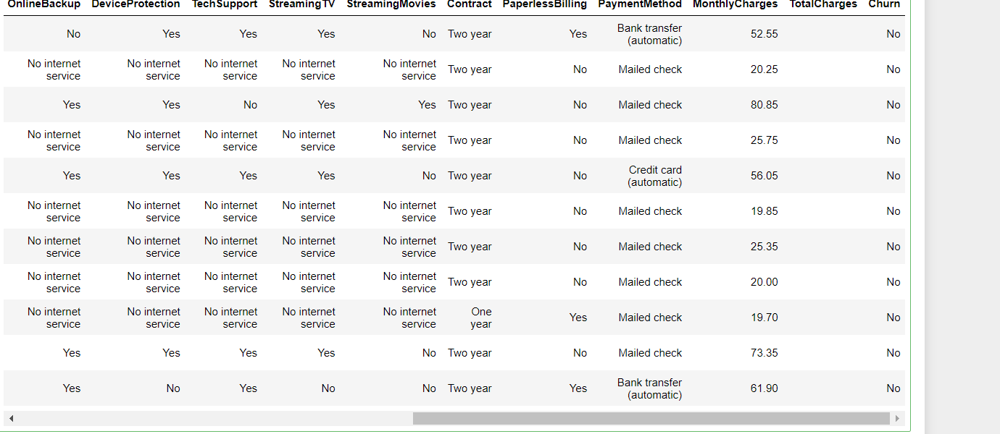 OnlineBackup DeviceProtection TechSupport StreamingTV StreamingMovies Contract PaperlessBilling PaymentMethod MonthlyCharges TotalCharges Churn
No Yes Yes Yes No Two year Yes Bank transfer (automatic) 52.55 No
No internet service No internet service No internet service No internet service No internet service Two year No Mailed check 20.25 No
Yes Yes No Yes Yes Two year No Mailed check 80.85 No
No internet service No internet service No internet service No internet service No internet service Two year No Mailed check 25.75 No
Yes Yes Yes Yes No Two year No Credit card (automatic) 56.05 No
No internet service No internet service No internet service No internet service No internet service Two year No Mailed check 19.85 No
No internet service No internet service No internet service No internet service No internet service Two year No Mailed check 25.35 No
No internet service No internet service No internet service No internet service No internet service Two year No Mailed check 20.00 No
No internet service No internet service No internet service No internet service No internet service One year Yes Mailed check 19.70 No
Yes Yes Yes Yes No Two year No Mailed check 73.35 No
Yes No Yes No No Two year Yes Bank transfer (automatic) 61.90 No